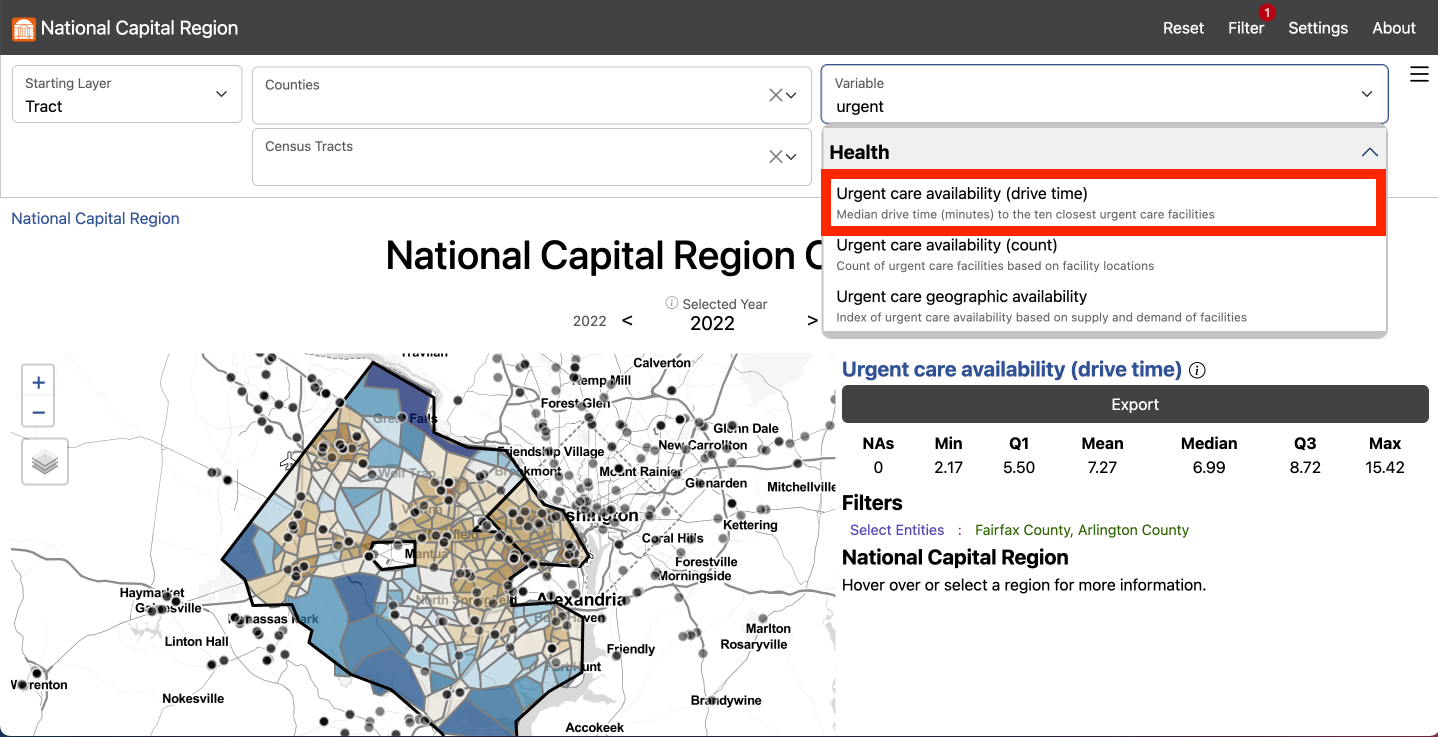 National Capital Region
Reset
Filter
1
Settings
About
Starting Layer
Tract
Counties
Census Tracts
Variable
urgent
Health
Urgent care availability (drive time)
Median drive time (minutes) to the ten closest urgent care facilities
Urgent care availability (count)
Count of urgent care facilities based on facility locations
Urgent care geographic availability
Index of urgent care availability based on supply and demand of facilities
National Capital Region
National Capital Region C
Selected Year
2022 < 2022 >
+
−
Travilah
Calverton
Hemp Mill
Forest Glen
Great Falls
Glenn Dale
Friendship Village
New Carrollton
Wolf Trap
Brookmont
Mount Rainier
Glenarden
Mitchellville
Washington
Kettering
Coral Hills
Mantua
Forestville
Morningside
Haymarket
Gainesville
North Springfield
Alexandria
Manassas Park
Marlton
Linton Hall
Rosaryville
Friendly
Fort Hunt
Warrenton
Nokesville
Brandywine
Accokeek
Urgent care availability (drive time)
Export
NAs Min Q1 Mean Median Q3 Max
0 2.17 5.50 7.27 6.99 8.72 15.42
Filters
Select Entities : Fairfax County, Arlington County
National Capital Region
Hover over or select a region for more information.